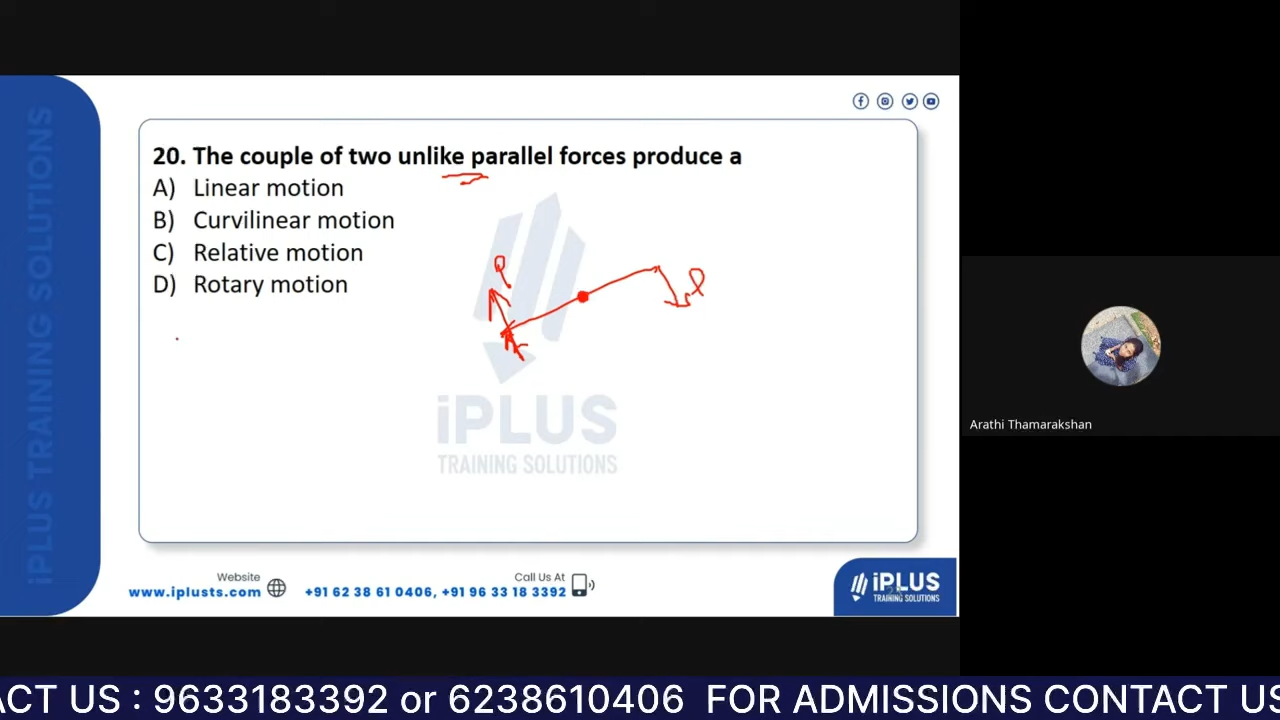 iPLUS TRAINING SOLUTIONS
20. The couple of two unlike parallel forces produce a
A) Linear motion
B) Curvilinear motion
C) Relative motion
D) Rotary motion
P
P
iPLUS
TRAINING SOLUTIONS
Arathi Thamarakshan
Website
www.iplusts.com
Call Us At
+91 62 38 61 0406, +91 96 33 18 3392
iPLUS
TRAINING SOLUTIONS
ACT US : 9633183392 or 6238610406 FOR ADMISSIONS CONTACT US